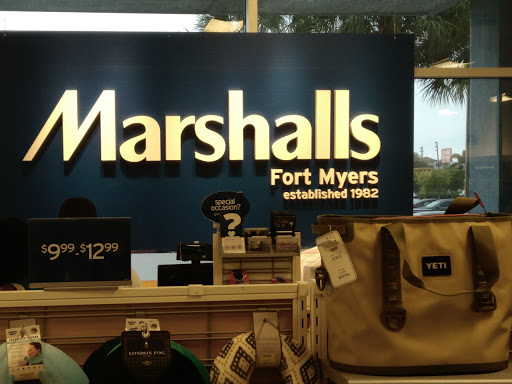 Marshalls
Fort Myers
established 1982
special
occasion?
?
$9.99-$12.99
YETI
LONDON FOG